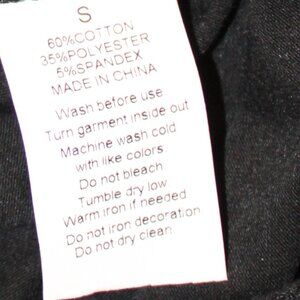 S
60%COTTON
35%POLYESTER
5%SPANDEX
MADE IN CHINA
Wash before use
Turn garment inside out
Machine wash cold
with like colors
Do not bleach
Tumble dry low
Warm iron if needed
Do not iron decoration
Do not dry clean